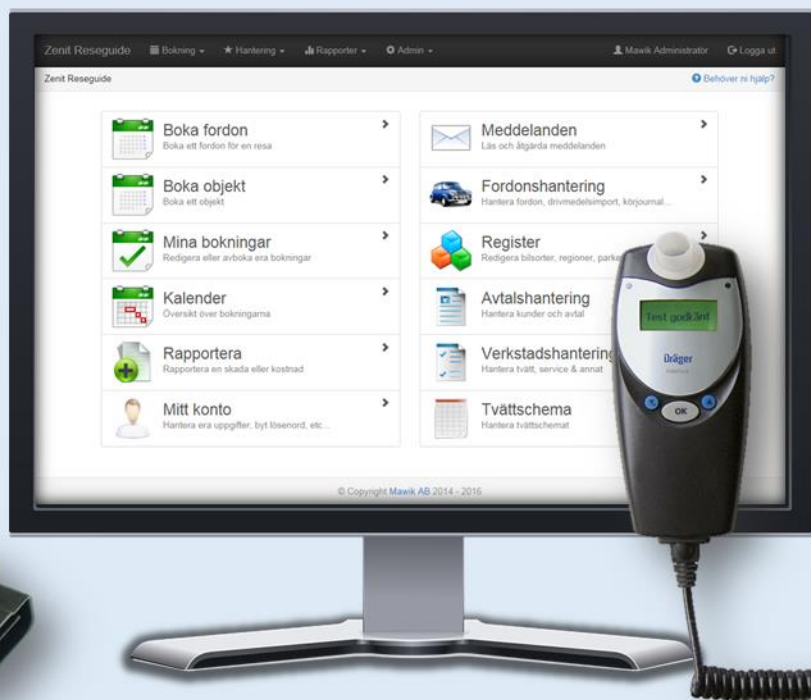 Zenit Reseguide Bokning Hantering Rapporter Admin Mawik Administratör Logga ut
Zenit Reseguide Behöver ni hjälp?
Boka fordon
Boka ett fordon för en resa
Boka objekt
Boka ett objekt
Mina bokningar
Redigera eller avboka era bokningar
Kalender
Översikt över bokningarna
Rapportera
Rapportera en skada eller kostnad
Mitt konto
Hantera era uppgifter, byt lösenord, etc...
Meddelanden
Läs och åtgärda meddelanden
Fordonshantering
Hantera fordon, drivmedelsimport, körjournal...
Register
Redigera bilsorter, regioner,
Avtalshantering
Hantera kunder och avtal
Verkstadshantering
Hantera tvätt, service & annat
Tvättschema
Hantera tvättschemat
© Copyright Mawik AB 2014 - 2016
Test godkänt
Dräger
OK